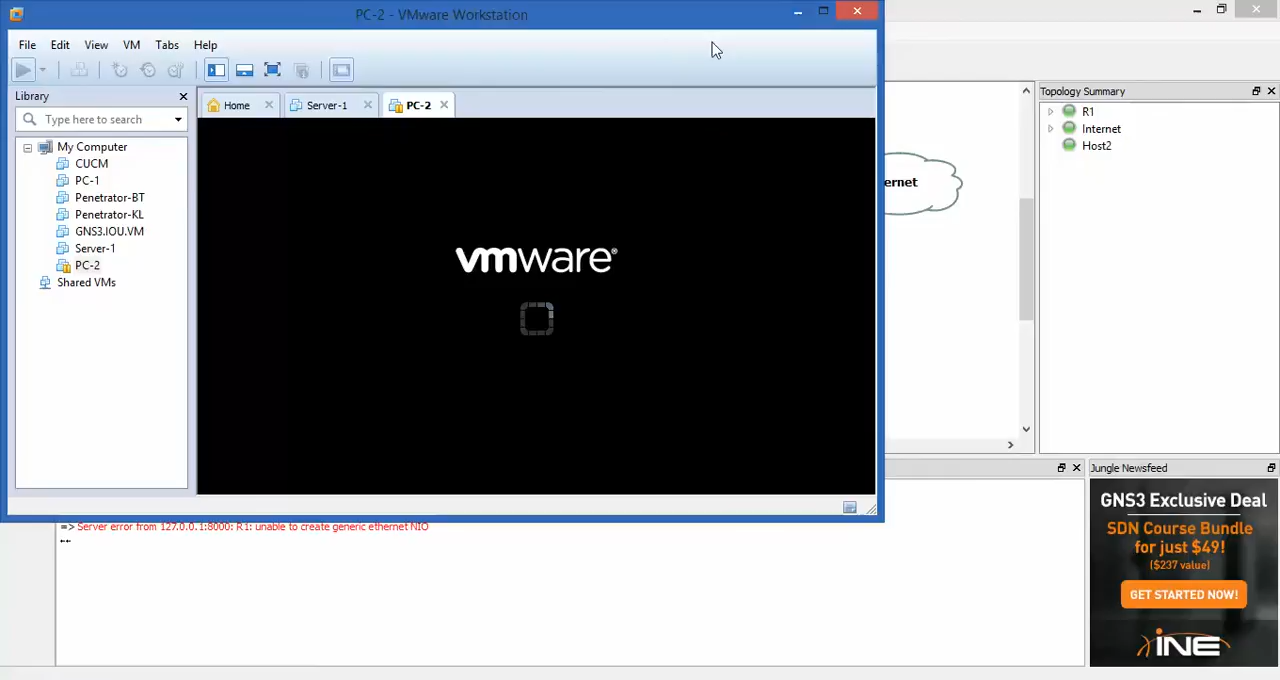 PC-2 - VMware Workstation
File Edit View VM Tabs Help
Library
Type here to search
My Computer
CUCM
PC-1
Penetrator-BT
Penetrator-KL
GNS3.IOU.VM
Server-1
PC-2
Shared VMs
Home Server-1 PC-2
vmware®
ernet
Topology Summary
R1
Internet
Host2
=> Server error from 127.0.0.1:8000: R1: unable to create generic ethernet NIO
Jungle Newsfeed
GNS3 Exclusive Deal
SDN Course Bundle
for just $49!
($237 value)
GET STARTED NOW!
iNE